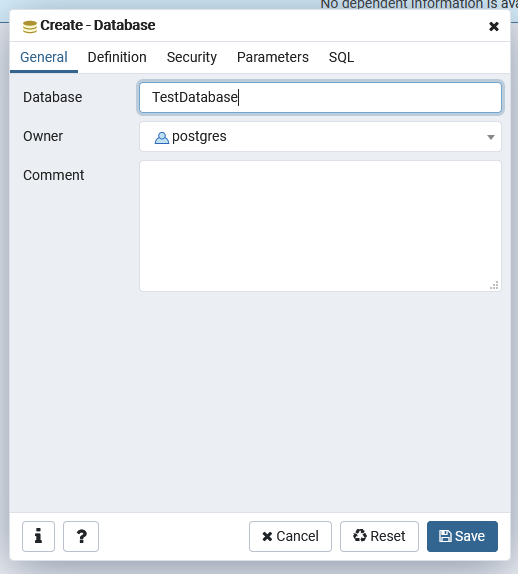 No dependent information is ava
Create - Database
General Definition Security Parameters SQL
Database TestDatabase
Owner postgres
Comment
i ? Cancel Reset Save